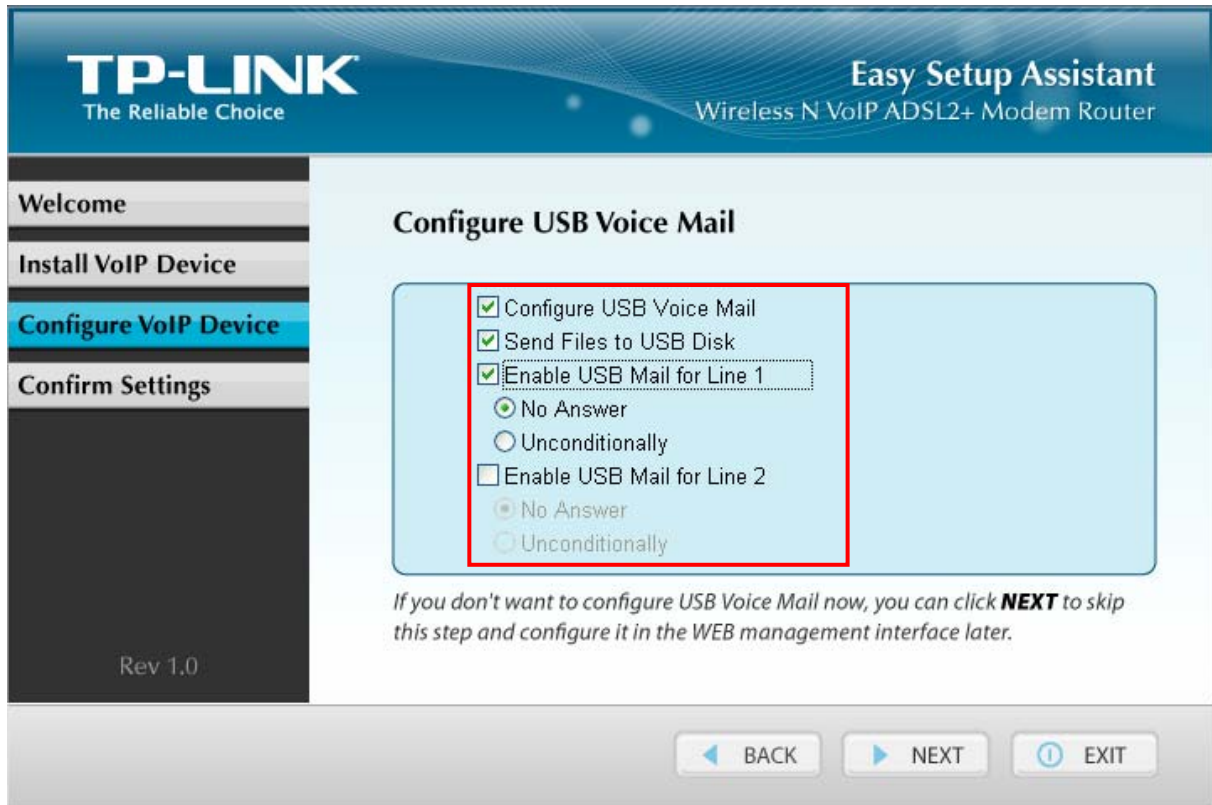 TP-LINK
The Reliable Choice
Easy Setup Assistant
Wireless N VoIP ADSL2+ Modem Router
Welcome
Install VoIP Device
Configure VoIP Device
Confirm Settings
Rev 1.0
Configure USB Voice Mail
Configure USB Voice Mail
Send Files to USB Disk
Enable USB Mail for Line 1
No Answer
Unconditionally
Enable USB Mail for Line 2
No Answer
Unconditionally
If you don't want to configure USB Voice Mail now, you can click NEXT to skip
this step and configure it in the WEB management interface later.
BACK
NEXT
EXIT